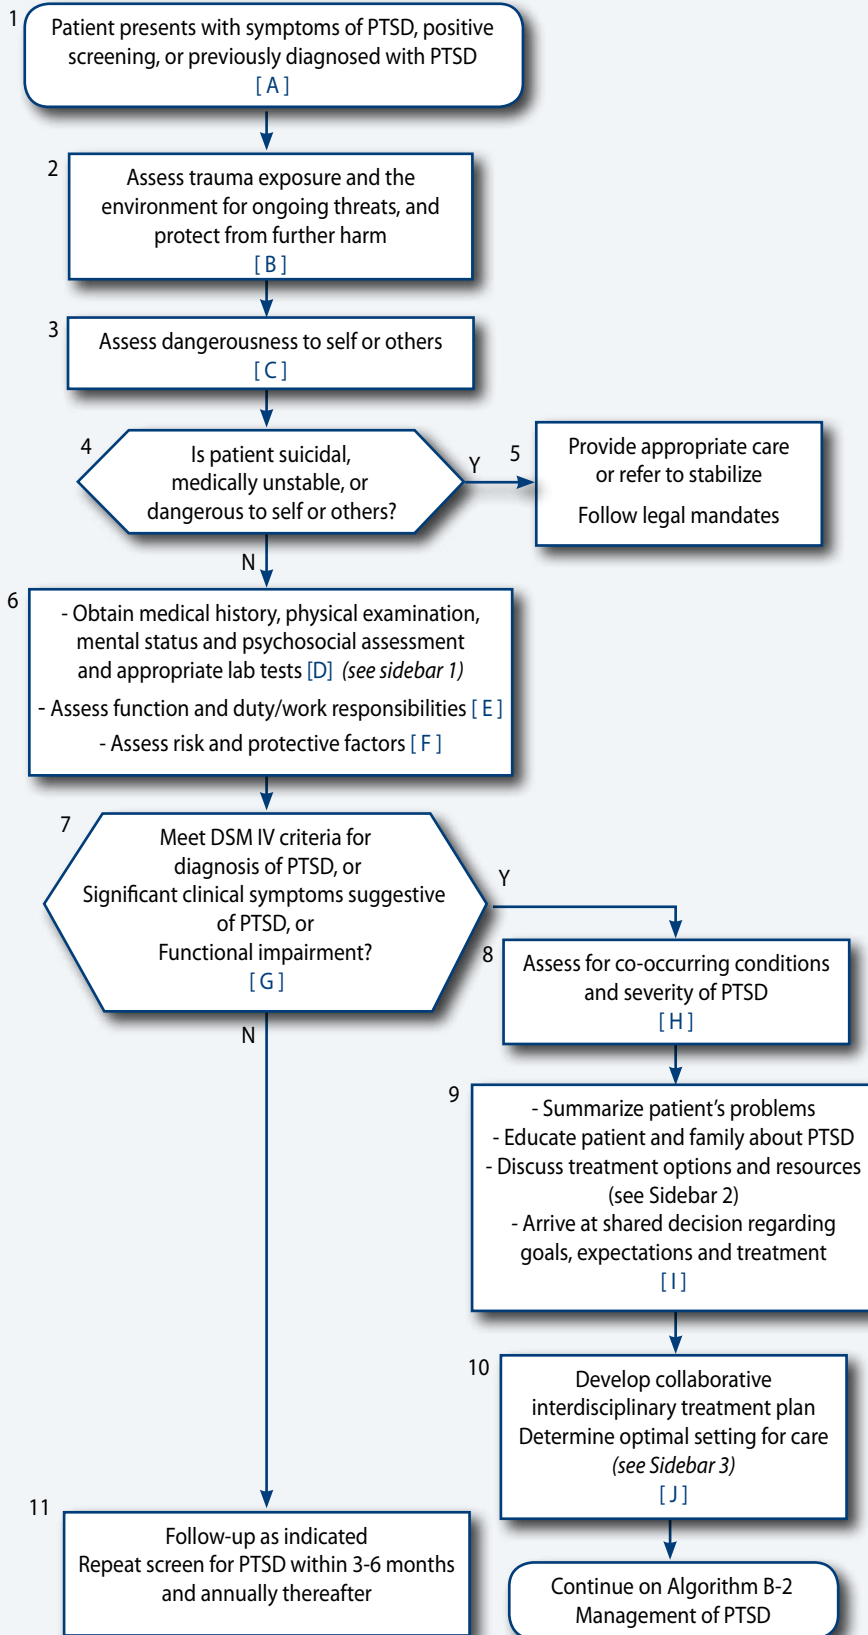 1
Patient presents with symptoms of PTSD, positive
screening, or previously diagnosed with PTSD
[ A ]
2
Assess trauma exposure and the
environment for ongoing threats, and
protect from further harm
[ B ]
3
Assess dangerousness to self or others
[ C ]
4
Is patient suicidal,
medically unstable, or
dangerous to self or others?
Y
5
Provide appropriate care
or refer to stabilize
Follow legal mandates
N
6
- Obtain medical history, physical examination,
mental status and psychosocial assessment
and appropriate lab tests [D] (see sidebar 1)
- Assess function and duty/work responsibilities [ E ]
- Assess risk and protective factors [ F ]
7
Meet DSM IV criteria for
diagnosis of PTSD, or
Significant clinical symptoms suggestive
of PTSD, or
Functional impairment?
[ G ]
Y
N
8
Assess for co-occurring conditions
and severity of PTSD
[ H ]
9
- Summarize patient's problems
- Educate patient and family about PTSD
- Discuss treatment options and resources
(see Sidebar 2)
- Arrive at shared decision regarding
goals, expectations and treatment
[ I ]
10
Develop collaborative
interdisciplinary treatment plan
Determine optimal setting for care
(see Sidebar 3)
[ J ]
11
Follow-up as indicated
Repeat screen for PTSD within 3-6 months
and annually thereafter
Continue on Algorithm B-2
Management of PTSD